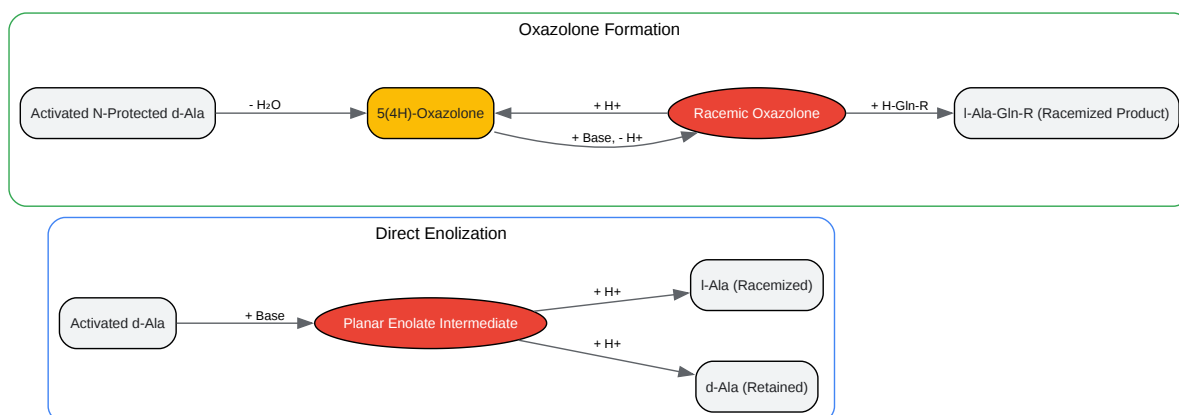 Oxazolone Formation
Activated N-Protected d-Ala
- H₂O
5(4H)-Oxazolone
+ H+
+ Base, - H+
Racemic Oxazolone
+ H-Gln-R
l-Ala-Gln-R (Racemized Product)
Direct Enolization
Activated d-Ala
+ Base
Planar Enolate Intermediate
+ H+
l-Ala (Racemized)
+ H+
d-Ala (Retained)